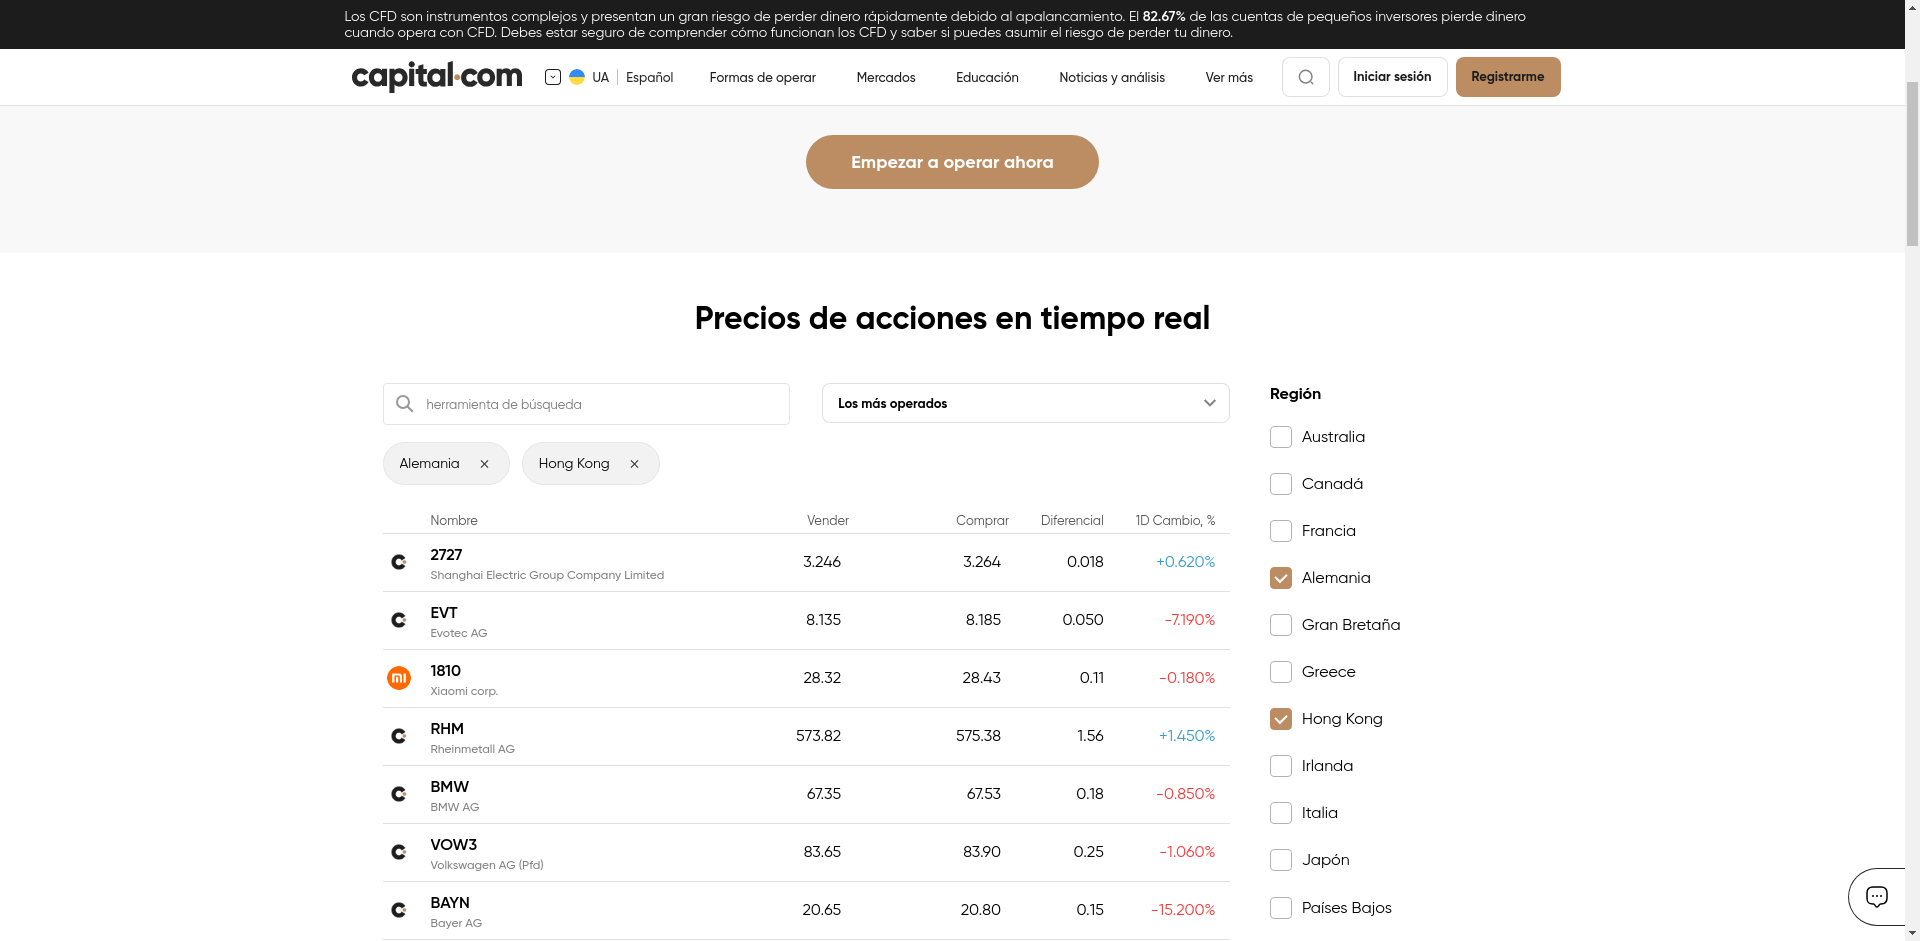 Los CFD son instrumentos complejos y presentan un gran riesgo de perder dinero rápidamente debido al apalancamiento. El 82.67% de las cuentas de pequeños inversores pierde dinero
cuando opera con CFD. Debes estar seguro de comprender cómo funcionan los CFD y saber si puedes asumir el riesgo de perder tu dinero.
capital.com UA Español Formas de operar Mercados Educación Noticias y análisis Ver más Iniciar sesión Registrarme
Empezar a operar ahora
Precios de acciones en tiempo real
herramienta de búsqueda
Los más operados
Alemania
Hong Kong
Nombre Vender Comprar Diferencial 1D Cambio, %
2727 3.246 3.264 0.018 +0.620%
Shanghai Electric Group Company Limited
EVT 8.135 8.185 0.050 -7.190%
Evotec AG
1810 28.32 28.43 0.11 -0.180%
Xiaomi corp.
RHM 573.82 575.38 1.56 +1.450%
Rheinmetall AG
BMW 67.35 67.53 0.18 -0.850%
BMW AG
VOW3 83.65 83.90 0.25 -1.060%
Volkswagen AG (Pfd)
BAYN 20.65 20.80 0.15 -15.200%
Bayer AG
Región
Australia
Canadá
Francia
Alemania
Gran Bretaña
Greece
Hong Kong
Irlanda
Italia
Japón
Países Bajos